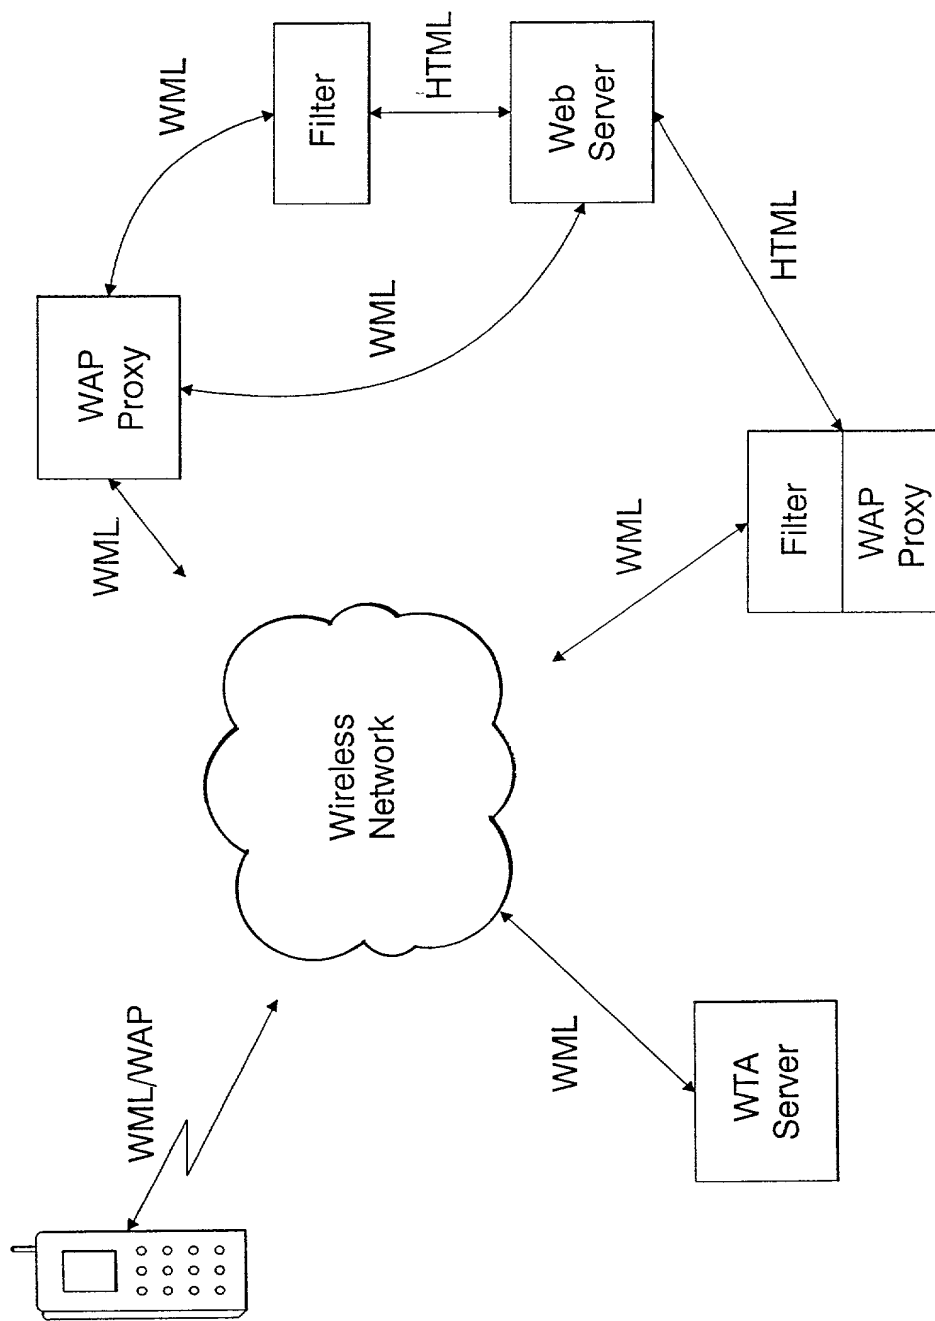 WML/WAP
WML
WAP
Proxy
WML
Filter
HTML
Web
Server
WML
Wireless
Network
WML
WTA
Server
WML
Filter
WAP
Proxy
HTML